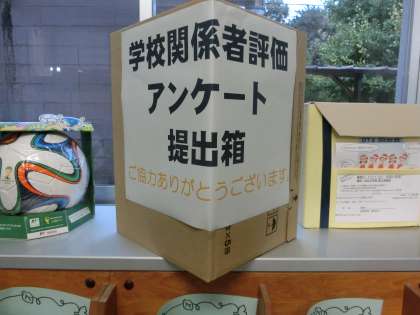 学校関係者評価
アンケート
提出箱
ご協力ありがとうございます